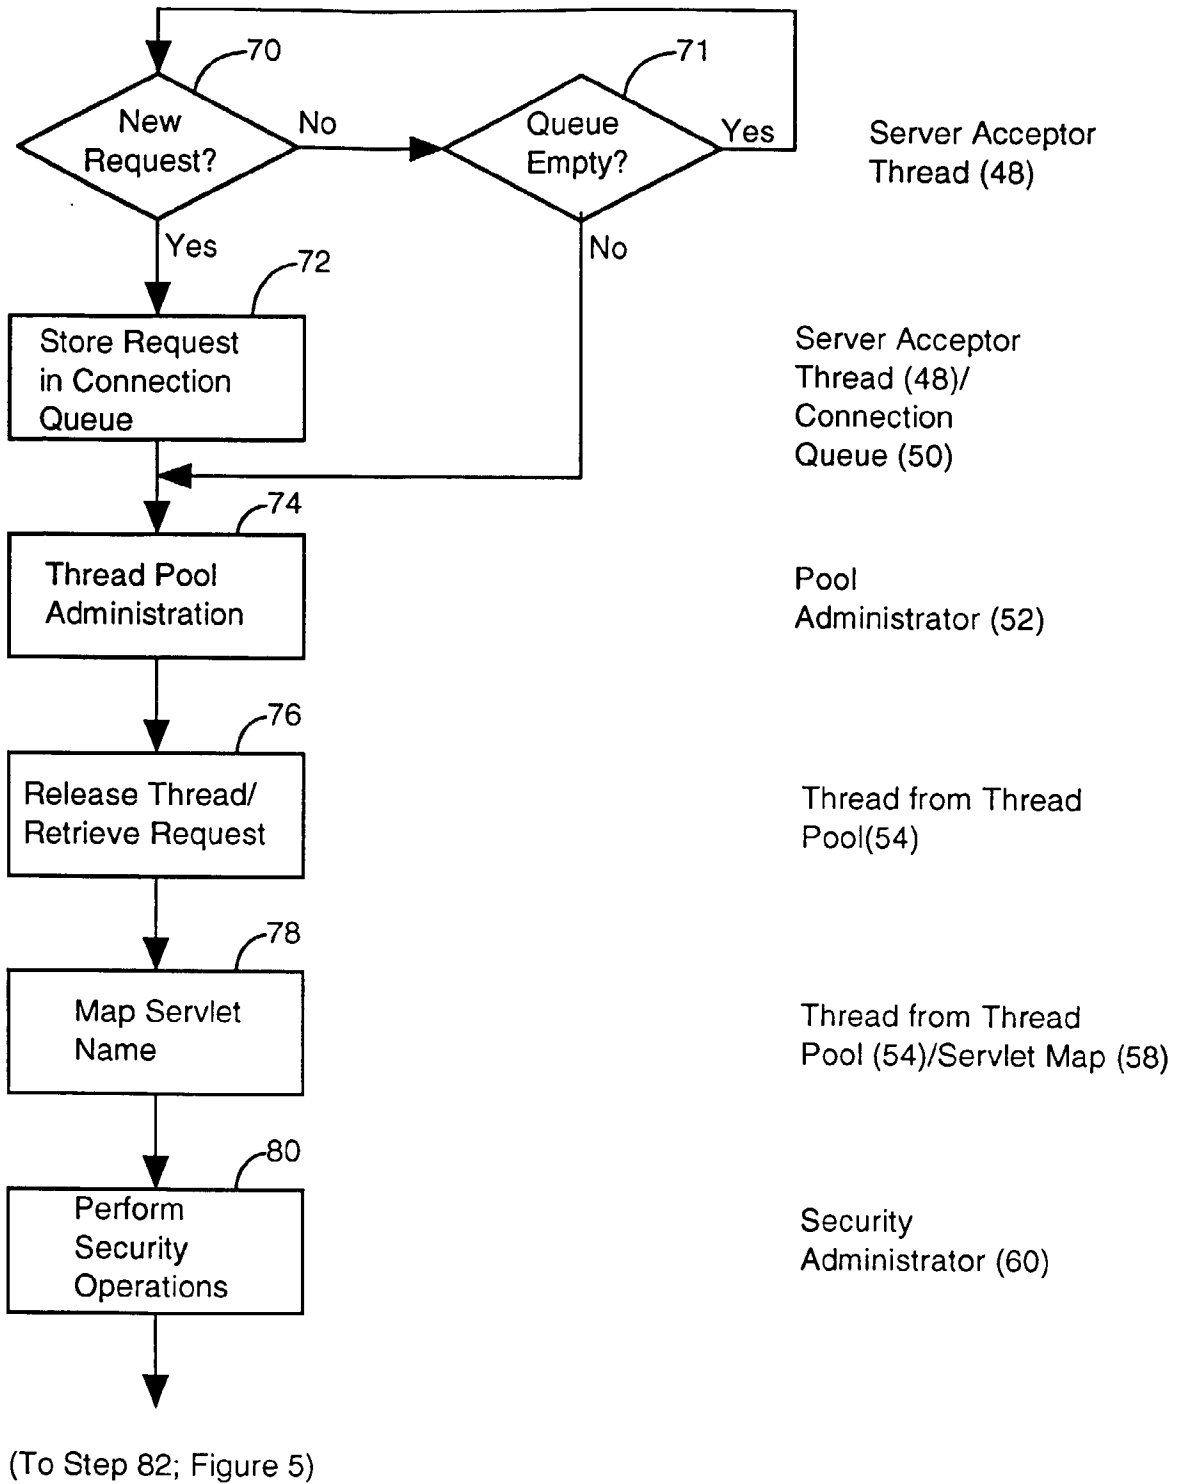 70
New
Request?
No
71
Queue
Empty?
Yes
Server Acceptor
Thread (48)
Yes
No
72
Store Request
in Connection
Queue
Server Acceptor
Thread (48)/
Connection
Queue (50)
74
Thread Pool
Administration
Pool
Administrator (52)
76
Release Thread/
Retrieve Request
Thread from Thread
Pool(54)
78
Map Servlet
Name
Thread from Thread
Pool (54)/Servlet Map (58)
80
Perform
Security
Operations
Security
Administrator (60)
(To Step 82; Figure 5)